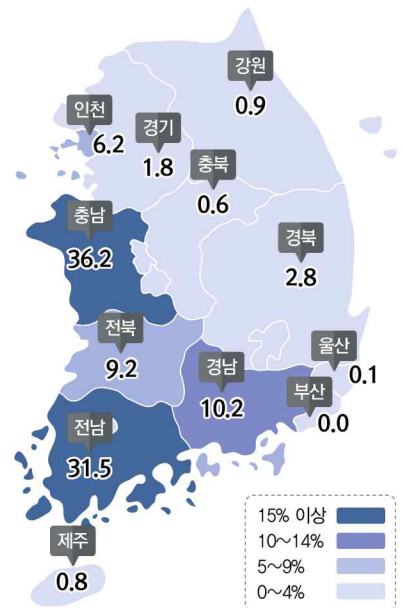 강원
0.9
인천
6.2
경기
1.8
충북
0.6
충남
36.2
경북
2.8
전북
9.2
경남
10.2
울산
0.1
부산
0.0
전남
31.5
제주
0.8
15% 이상
10~14%
5~9%
0~4%